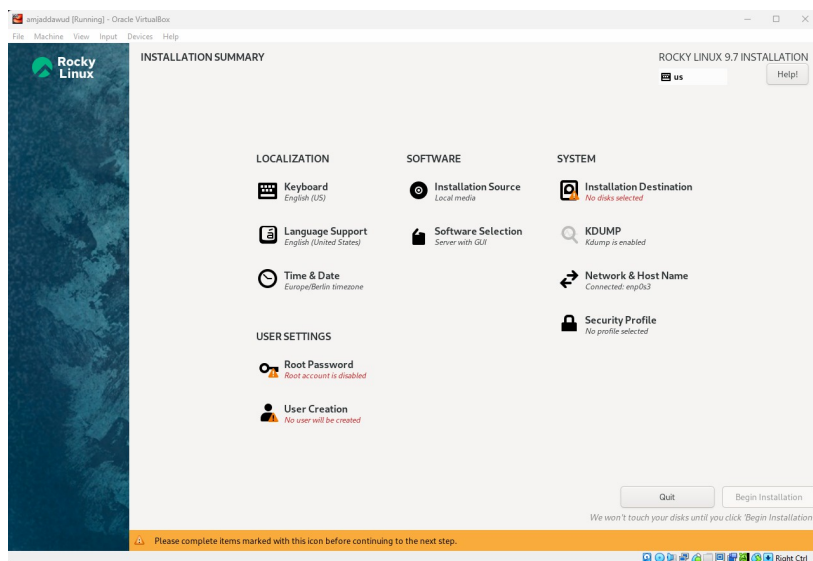 amjaddawud [Running] - Oracle VirtualBox
File Machine View Input Devices Help
Rocky
Linux
INSTALLATION SUMMARY
ROCKY LINUX 9.7 INSTALLATION
us
Help!
LOCALIZATION
Keyboard
English (US)
Language Support
English (United States)
Time & Date
Europe/Berlin timezone
SOFTWARE
Installation Source
Local media
Software Selection
Server with GUI
SYSTEM
Installation Destination
No disks selected
KDUMP
Kdump is enabled
Network & Host Name
Connected: enp0s3
Security Profile
No profile selected
USER SETTINGS
Root Password
Root account is disabled
User Creation
No user will be created
Quit
Begin Installation
We won't touch your disks until you click 'Begin Installation
Please complete items marked with this icon before continuing to the next step.
Right Ctrl